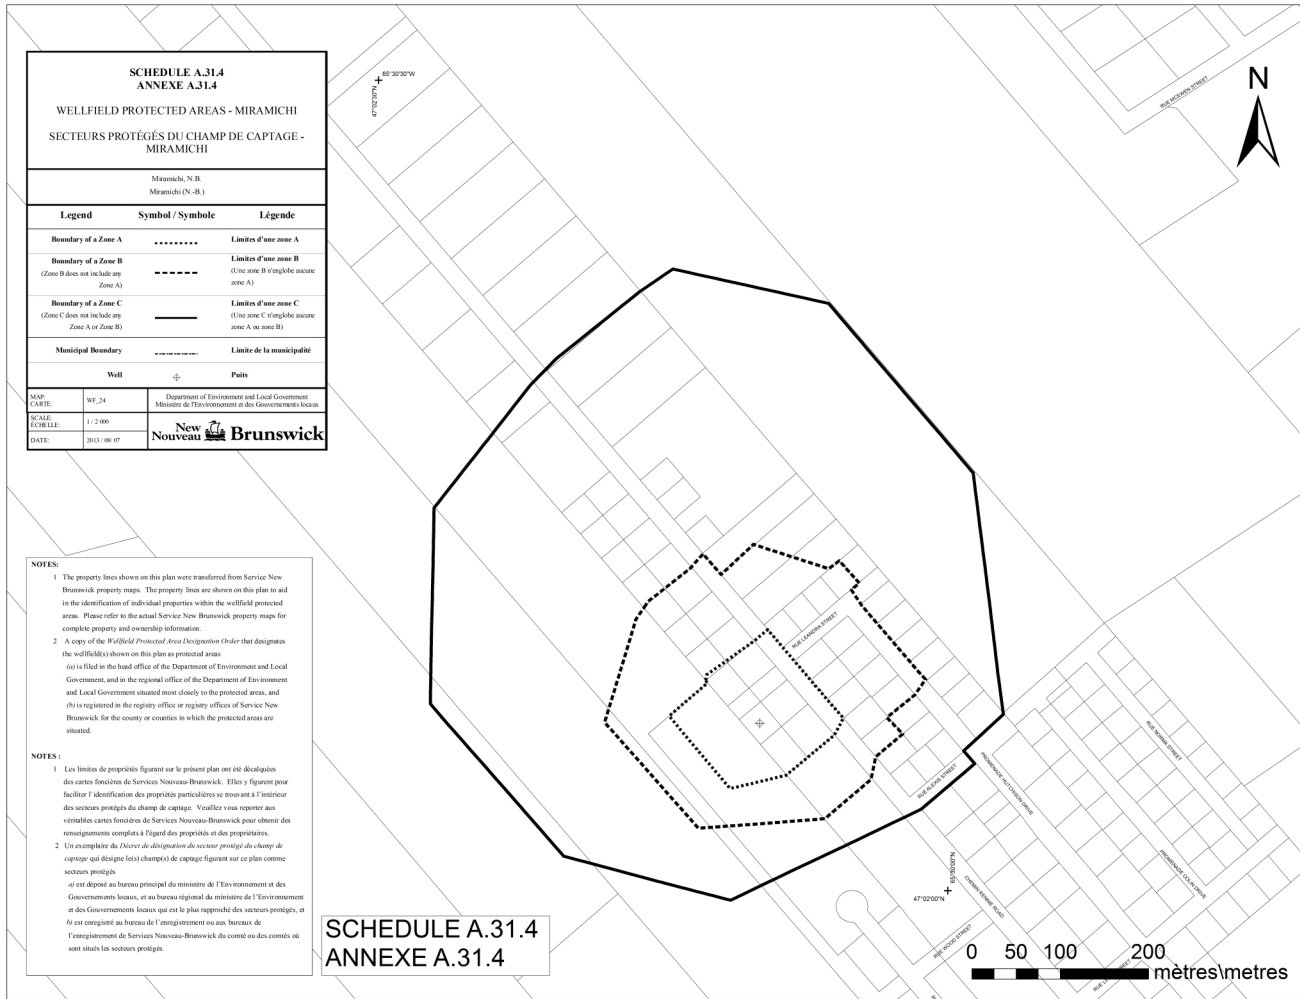 SCHEDULE A.31.4
ANNEXE A.31.4
WELLFIELD PROTECTED AREAS - MIRAMICHI
SECTEURS PROTÉGÉS DU CHAMP DE CAPTAGE -
MIRAMICHI
Miramichi, N.B.
Miramichi (N.-B.)
Legend Symbol / Symbole Légende
Boundary of a Zone A Limites d'une zone A
Boundary of a Zone B Limites d'une zone B
(Zone B does not include any (Une zone B n'englobe aucune
Zone A) zone A)
Boundary of a Zone C Limites d'une zone C
(Zone C does not include any (Une zone C n'englobe aucune
Zone A or Zone B) zone A ou zone B)
Municipal Boundary Limite de la municipalité
Well Puits
MAP:
CARTE: WF_24
Department of Environment and Local Government
Ministère de l'Environnement et des Gouvernements locaux
SCALE:
ÉCHELLE: 1 / 2 000
DATE: 2013 / 08/ 07
New
Nouveau Brunswick
NOTES:
1 The property lines shown on this plan were transferred from Service New
Brunswick property maps. The property lines are shown on this plan to aid
in the identification of individual properties within the wellfield protected
areas. Please refer to the actual Service New Brunswick property maps for
complete property and ownership information.
2 A copy of the Wellfield Protected Area Designation Order that designates
the wellfield(s) shown on this plan as protected areas
(a) is filed in the head office of the Department of Environment and Local
Government, and in the regional office of the Department of Environment
and Local Government situated most closely to the protected areas, and
(b) is registered in the registry office or registry offices of Service New
Brunswick for the county or counties in which the protected areas are
situated.
NOTES :
1 Les limites de propriétés figurant sur le présent plan ont été décalquées
des cartes foncières de Services Nouveau-Brunswick. Elles y figurent pour
faciliter l'identification des propriétés particulières se trouvant à l'intérieur
des secteurs protégés du champ de captage. Veuillez vous reporter aux
véritables cartes foncières de Services Nouveau-Brunswick pour obtenir des
renseignements complets à l'égard des propriétés et des propriétaires.
2 Un exemplaire du Décret de désignation du secteur protégé du champ de
captage qui désigne le(s) champ(s) de captage figurant sur ce plan comme
secteurs protégés
a) est déposé au bureau principal du ministère de l'Environnement et des
Gouvernements locaux, et au bureau régional du ministère de l'Environnement
et des Gouvernements locaux qui est le plus rapproché des secteurs protégés, et
b) est enregistré au bureau de l'enregistrement ou aux bureaux de
l'enregistrement de Services Nouveau-Brunswick du comté ou des comtés où
sont situés les secteurs protégés.
65°30'30"W
47°02'30"N
RUE MCEWEN STREET
N
RUE LEANDRA STREET
RUE ALEXIS STREET
PROMENADE HUTCHISON DRIVE
RUE NORMA STREET
PROMENADE COLIN DRIVE
CHEMIN RENNIE ROAD
RUE WOOD STREET
47°02'00"N
SCHEDULE A.31.4
ANNEXE A.31.4
0 50 100 200
mètres\metres